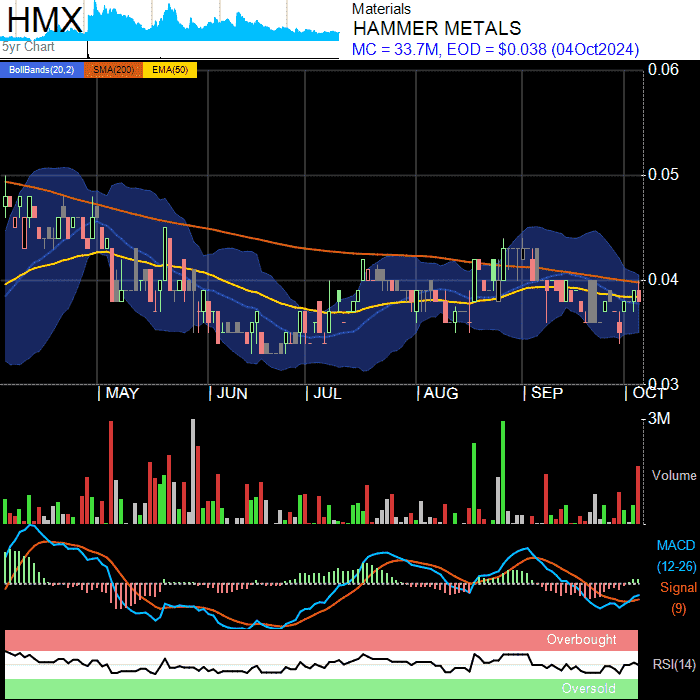 HMX
5yr Chart
Materials
HAMMER METALS
MC = 33.7M, EOD = $0.038 (04Oct2024)
BollBands(20,2) SMA(200) EMA(50)
0.06
0.05
0.04
0.03
MAY JUN JUL AUG SEP OCT
3M
Volume
MACD
(12-26)
Signal
(9)
Overbought
RSI(14)
Oversold